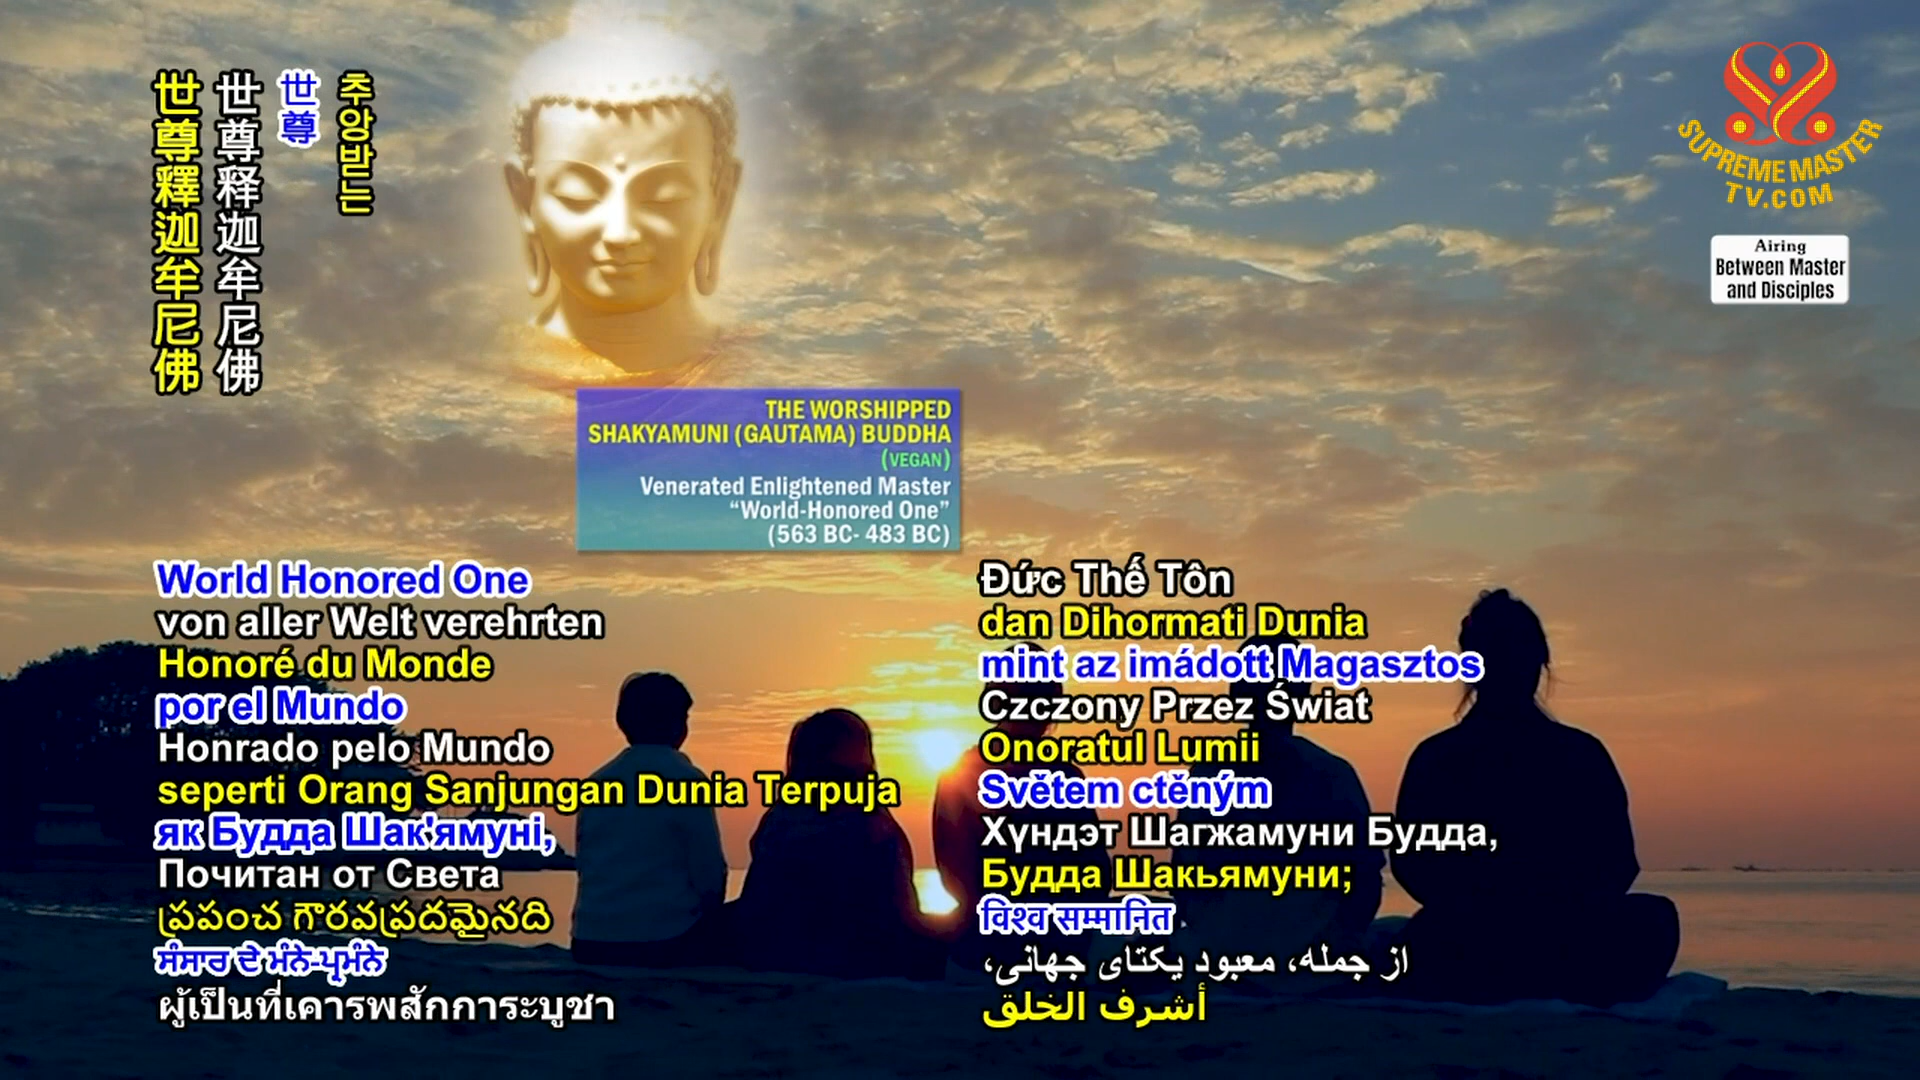 世尊釋迦牟尼佛
世尊释迦牟尼佛
世尊
추앙받는
SUPREME MASTER
TV.COM
Airing
Between Master
and Disciples
THE WORSHIPPED
SHAKYAMUNI (GAUTAMA) BUDDHA
(VEGAN)
Venerated Enlightened Master
“World-Honored One”
(563 BC- 483 BC)
World Honored One
von aller Welt verehrten
Honoré du Monde
por el Mundo
Honrado pelo Mundo
seperti Orang Sanjungan Dunia Terpuja
як Будда Шак'ямуні,
Почитан от Света
ప్రపంచ గౌరవప్రదమైనది
ਸੰਸਾਰ ਦੇ ਮੰਨੇ-ਪ੍ਰਮੰਨੇ
ผู้เป็นที่เคารพสักการะบูชา
Đức Thế Tôn
dan Dihormati Dunia
mint az imádott Magasztos
Czczony Przez Świat
Onoratul Lumii
Světem ctěným
Хүндэт Шагжамуни Будда,
Будда Шакьямуни;
विश्व सम्मानित
از جمله، معبود یکتای جهانی،
أشرف الخلق